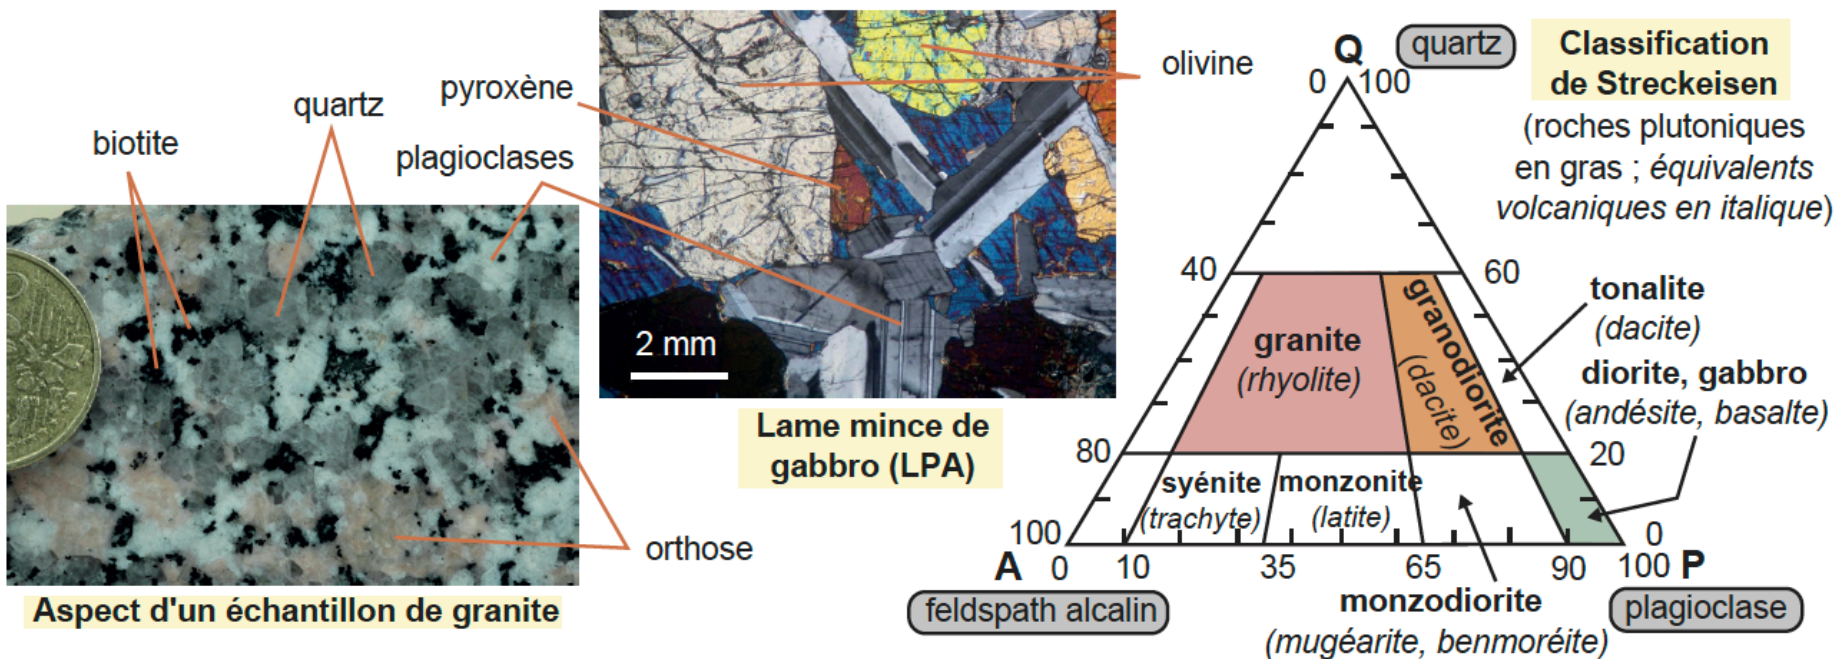 biotite
quartz
pyroxène
plagioclases
orthose
Aspect d'un échantillon de granite
olivine
2 mm
Lame mince de
gabbro (LPA)
Q
quartz
Classification
de Streckeisen
(roches plutoniques
en gras ; équivalents
volcaniques en italique)
0
100
40
60
80
20
100
0
granite
(rhyolite)
granodiorite
(dacite)
tonalite
(dacite)
diorite, gabbro
(andésite, basalte)
syénite
(trachyte)
monzonite
(latite)
A
0
10
35
65
90
100
P
feldspath alcalin
monzodiorite
(mugéarite, benmoréite)
plagioclase